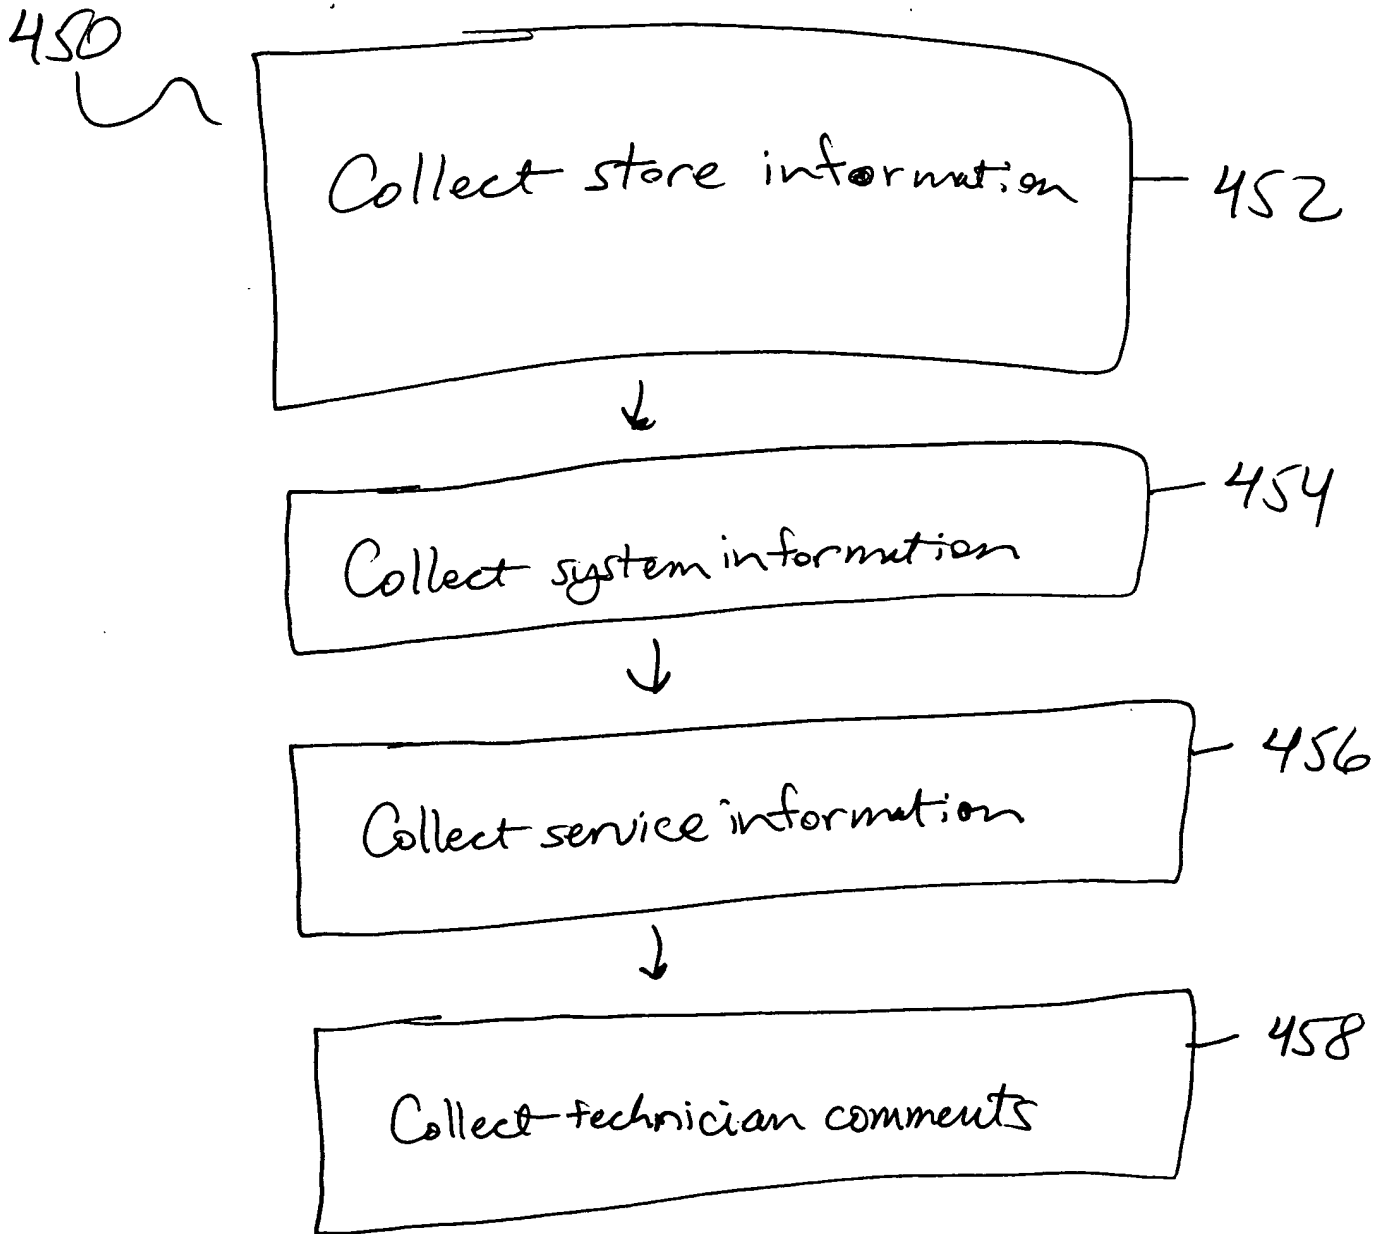 450
Collect store information
452
454
Collect system information
456
Collect service information
458
Collect technician comments